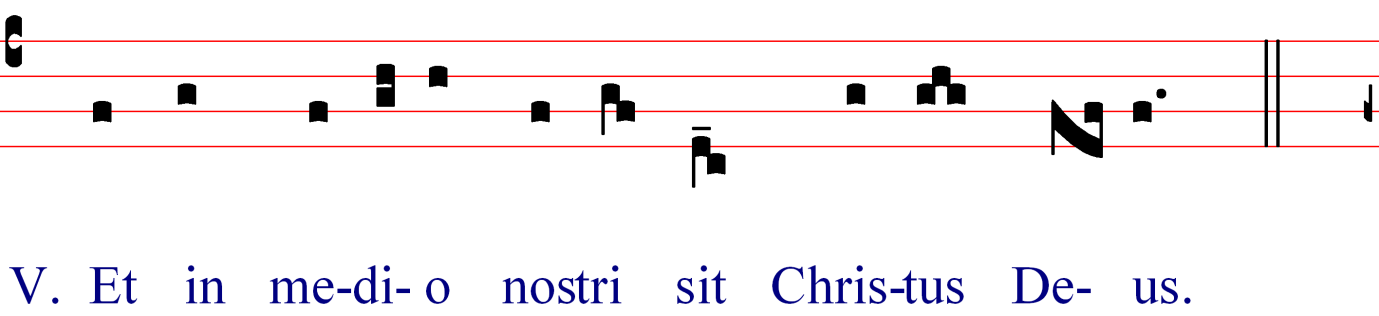 V. Et in me-di- o nostri sit Chris-tus De- us.